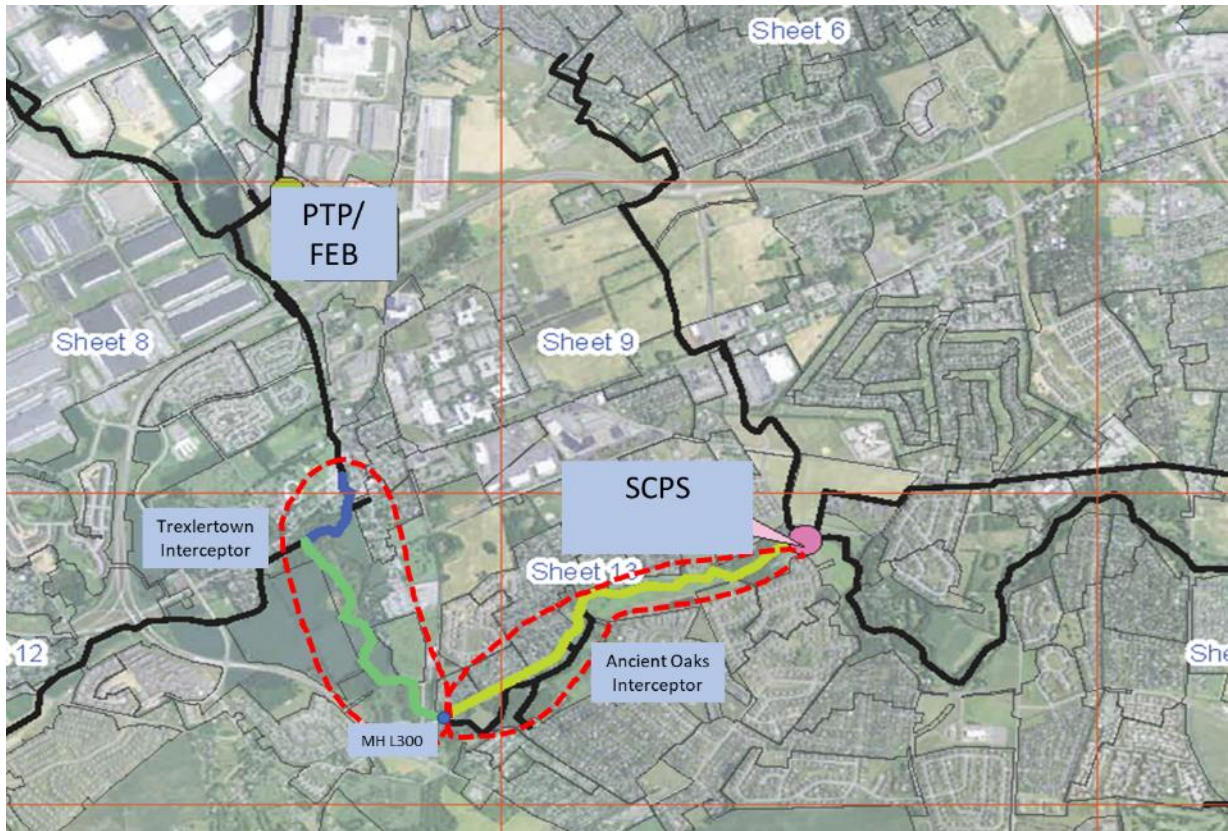 Sheet 6
PTP/
FEB
Sheet 8
Sheet 9
SCPS
Trexlertown
Interceptor
Sheet 13
12
Ancient Oaks
Interceptor
She
MH L300